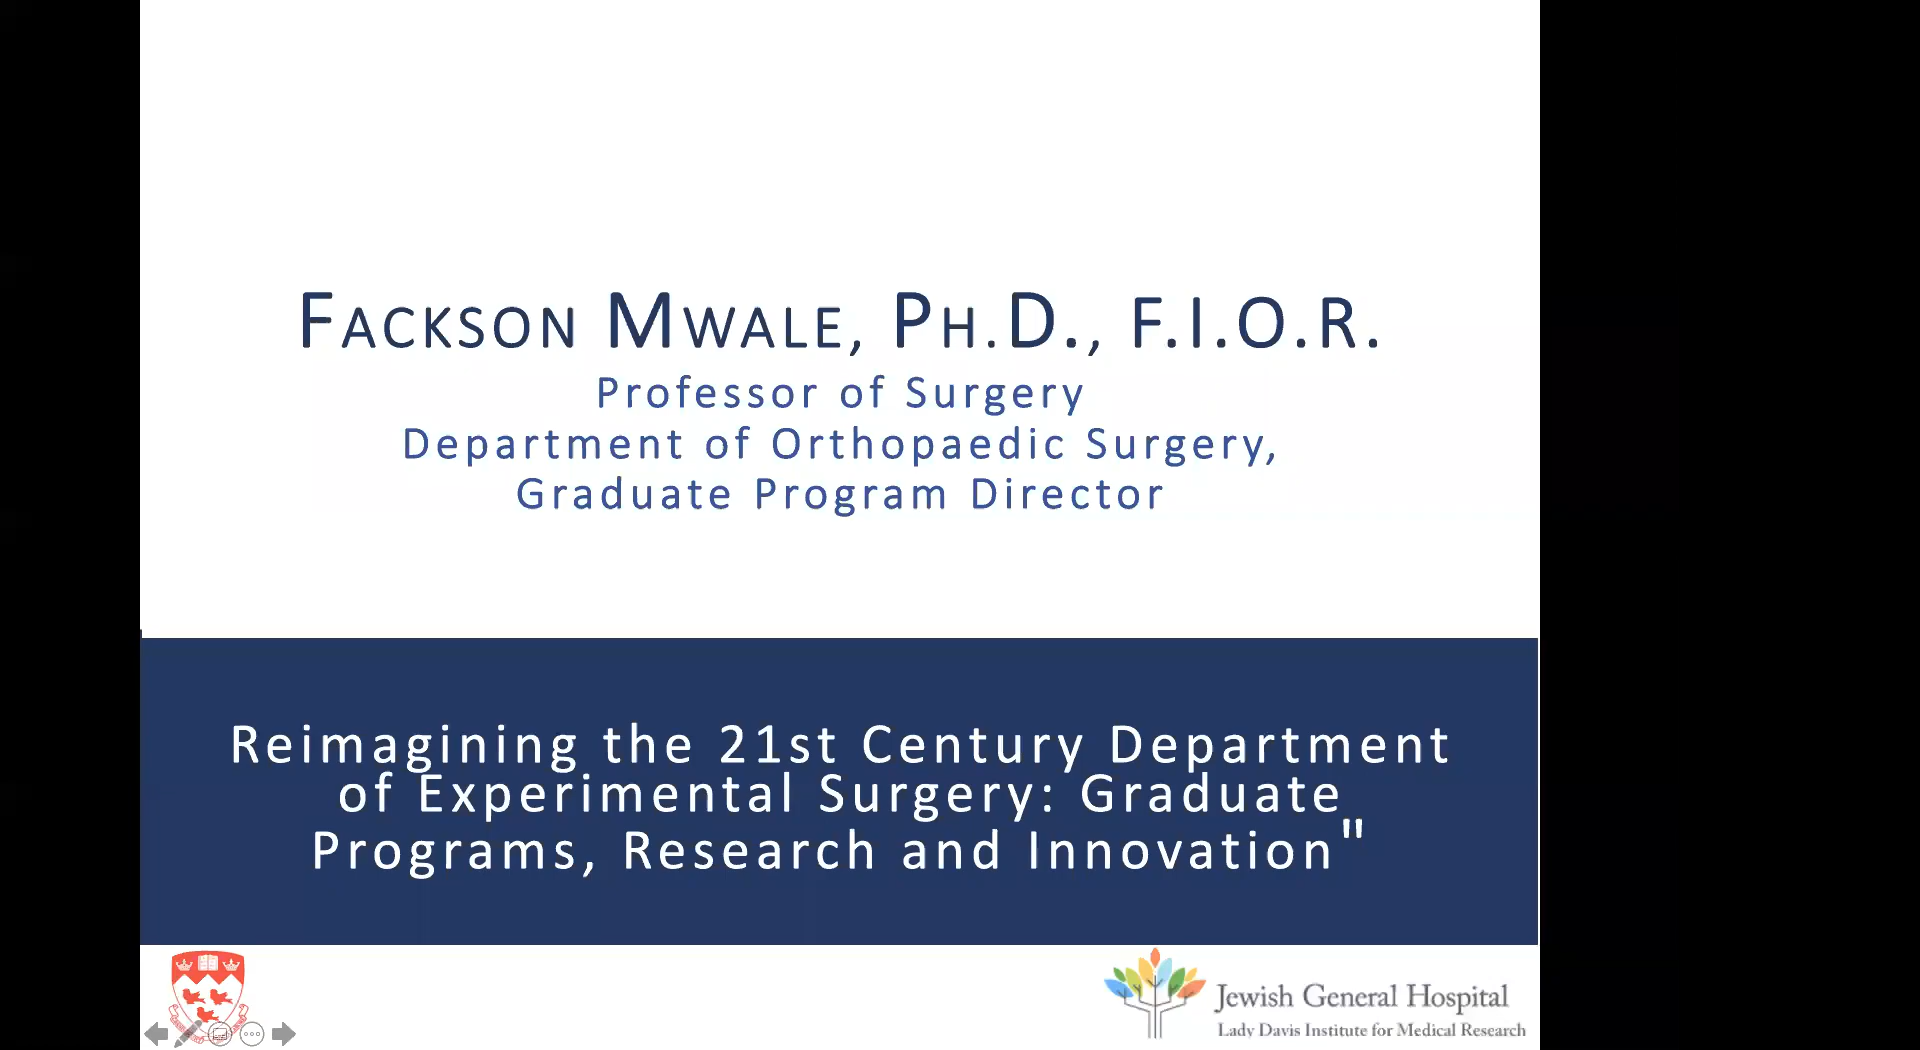 Fackson Mwale, Ph.D., F.I.O.R.
Professor of Surgery
Department of Orthopaedic Surgery,
Graduate Program Director
Reimagining the 21st Century Department
of Experimental Surgery: Graduate
Programs, Research and Innovation"
Jewish General Hospital
Lady Davis Institute for Medical Research